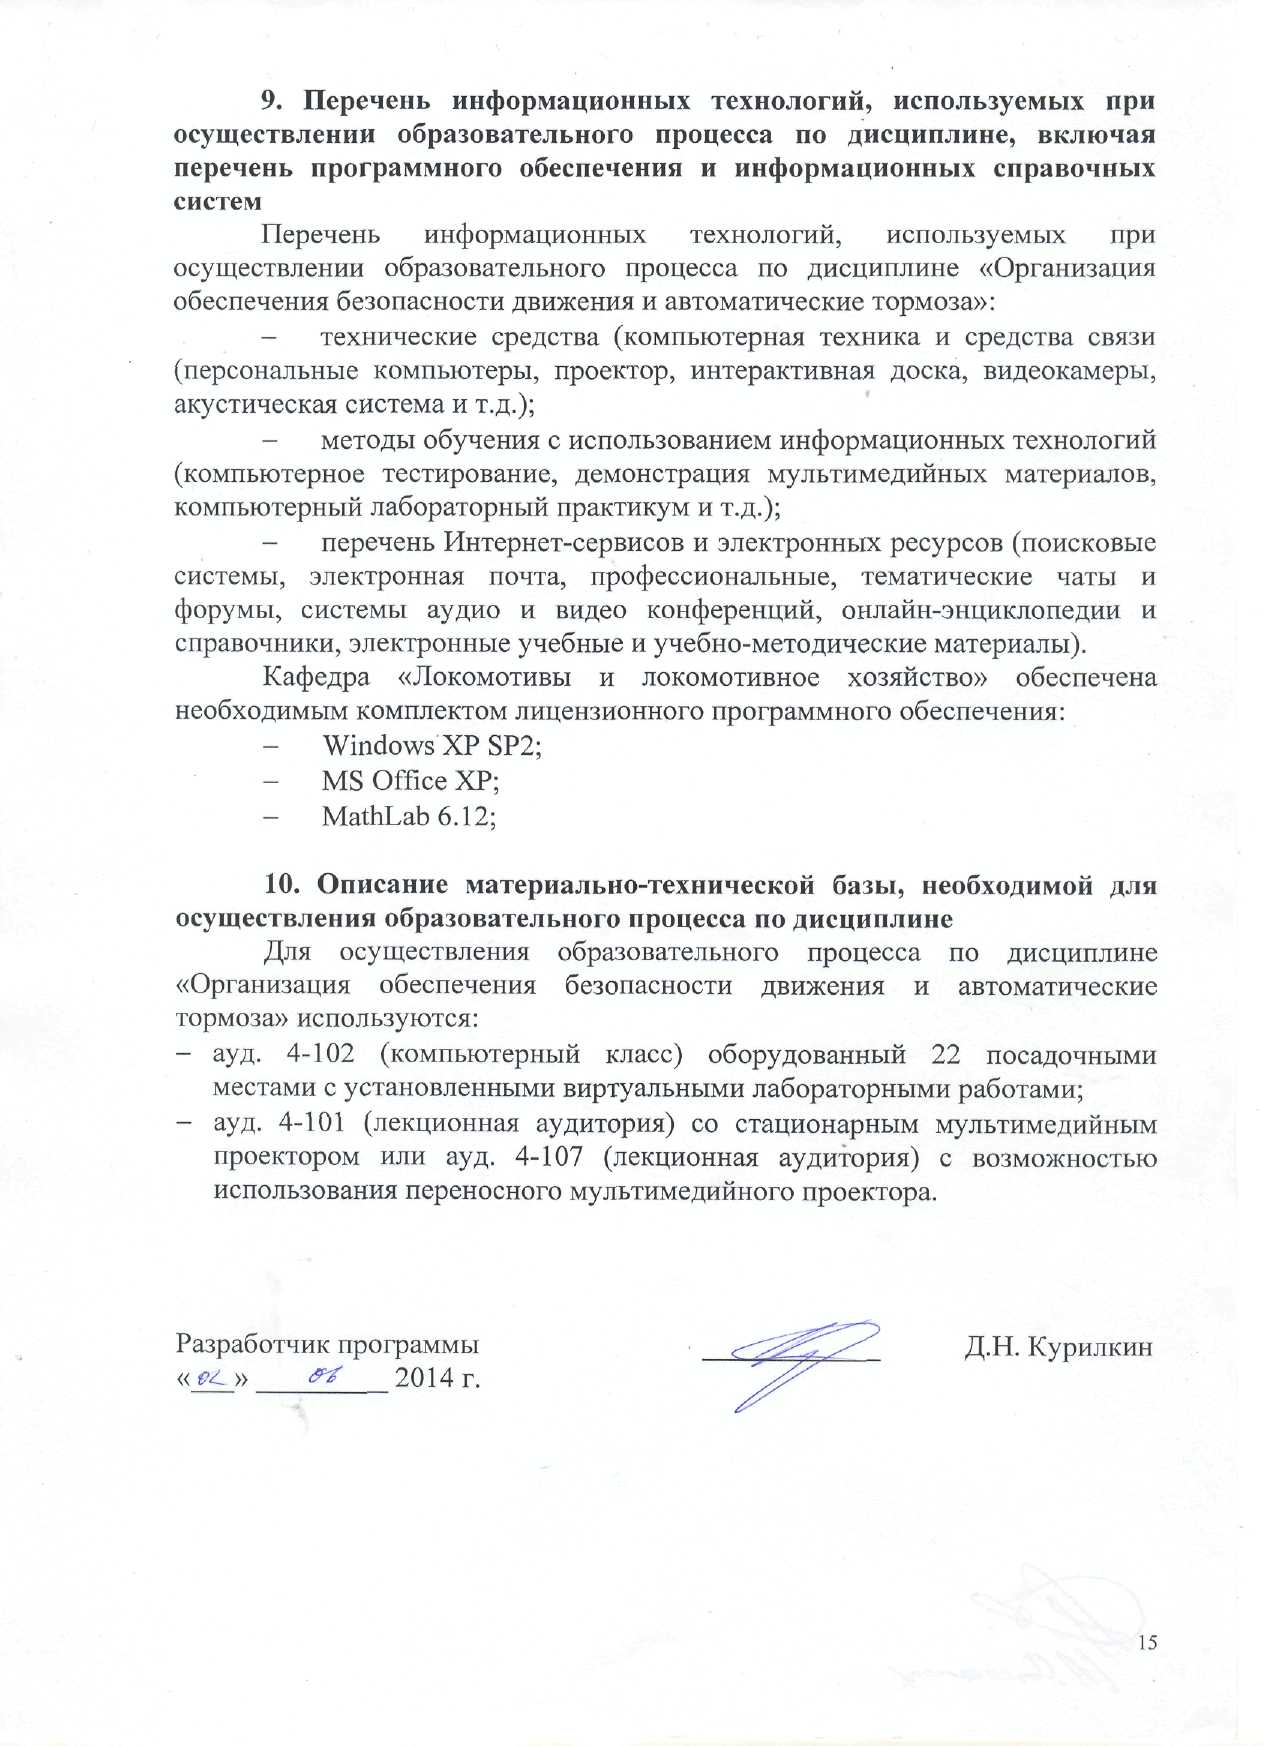 9. Перечень информационных технологий, используемых при
осуществлении образовательного процесса по дисциплине, включая
перечень программного обеспечения и информационных справочных
систем
Перечень информационных технологий, используемых при
осуществлении образовательного процесса по дисциплине «Организация
обеспечения безопасности движения и автоматические тормоза»:
− технические средства (компьютерная техника и средства связи
(персональные компьютеры, проектор, интерактивная доска, видеокамеры,
акустическая система и т.д.);
− методы обучения с использованием информационных технологий
(компьютерное тестирование, демонстрация мультимедийных материалов,
компьютерный лабораторный практикум и т.д.);
− перечень Интернет-сервисов и электронных ресурсов (поисковые
системы, электронная почта, профессиональные, тематические чаты и
форумы, системы аудио и видео конференций, онлайн-энциклопедии и
справочники, электронные учебные и учебно-методические материалы).
Кафедра «Локомотивы и локомотивное хозяйство» обеспечена
необходимым комплектом лицензионного программного обеспечения:
− Windows XP SP2;
− MS Office XP;
− MathLab 6.12;
10. Описание материально-технической базы, необходимой для
осуществления образовательного процесса по дисциплине
Для осуществления образовательного процесса по дисциплине
«Организация обеспечения безопасности движения и автоматические
тормоза» используются:
− ауд. 4-102 (компьютерный класс) оборудованный 22 посадочными
местами с установленными виртуальными лабораторными работами;
− ауд. 4-101 (лекционная аудитория) со стационарным мультимедийным
проектором или ауд. 4-107 (лекционная аудитория) с возможностью
использования переносного мультимедийного проектора.
Разработчик программы Д.Н. Курилкин
«02» 06 2014 г.
15